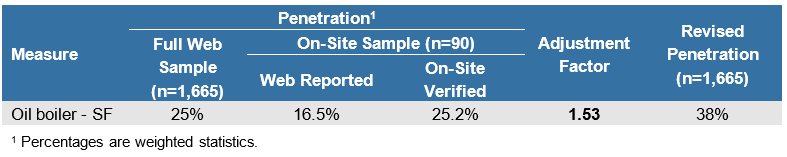 Measure
Penetration¹
Full Web
Sample
(n=1,665)
On-Site Sample (n=90)
Web Reported
On-Site
Verified
Adjustment
Factor
Revised
Penetration
(n=1,665)
Oil boiler - SF 25% 16.5% 25.2% 1.53 38%
¹ Percentages are weighted statistics.